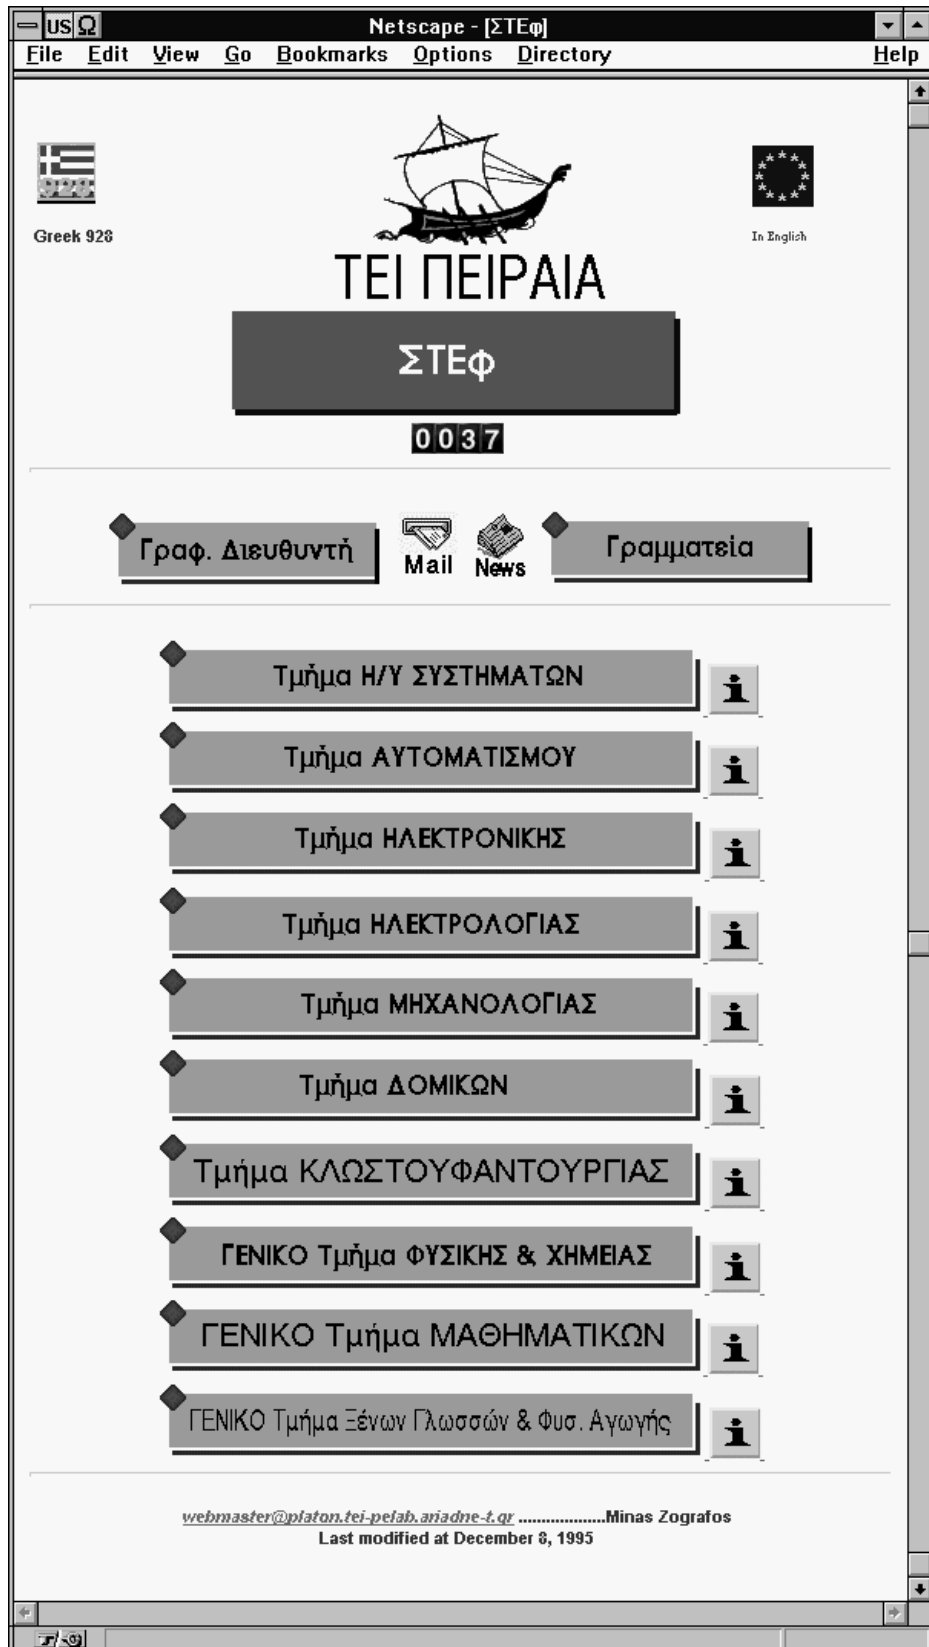 US Ω Netscape - [ΣΤΕφ]
File Edit View Go Bookmarks Options Directory Help
928
Greek 928
In English
ΤΕΙ ΠΕΙΡΑΙΑ
ΣΤΕφ
0037
Γραφ. Διευθυντή
Mail
News
Γραμματεία
Τμήμα Η/Υ ΣΥΣΤΗΜΑΤΩΝ
Τμήμα ΑΥΤΟΜΑΤΙΣΜΟΥ
Τμήμα ΗΛΕΚΤΡΟΝΙΚΗΣ
Τμήμα ΗΛΕΚΤΡΟΛΟΓΙΑΣ
Τμήμα ΜΗΧΑΝΟΛΟΓΙΑΣ
Τμήμα ΔΟΜΙΚΩΝ
Τμήμα ΚΛΩΣΤΟΥΦΑΝΤΟΥΡΓΙΑΣ
ΓΕΝΙΚΟ Τμήμα ΦΥΣΙΚΗΣ & ΧΗΜΕΙΑΣ
ΓΕΝΙΚΟ Τμήμα ΜΑΘΗΜΑΤΙΚΩΝ
ΓΕΝΙΚΟ Τμήμα Ξένων Γλωσσών & Φυσ. Αγωγής
webmaster@platon.tei-pelab.ariadne-t.gr ...................Minas Zografos
Last modified at December 8, 1995